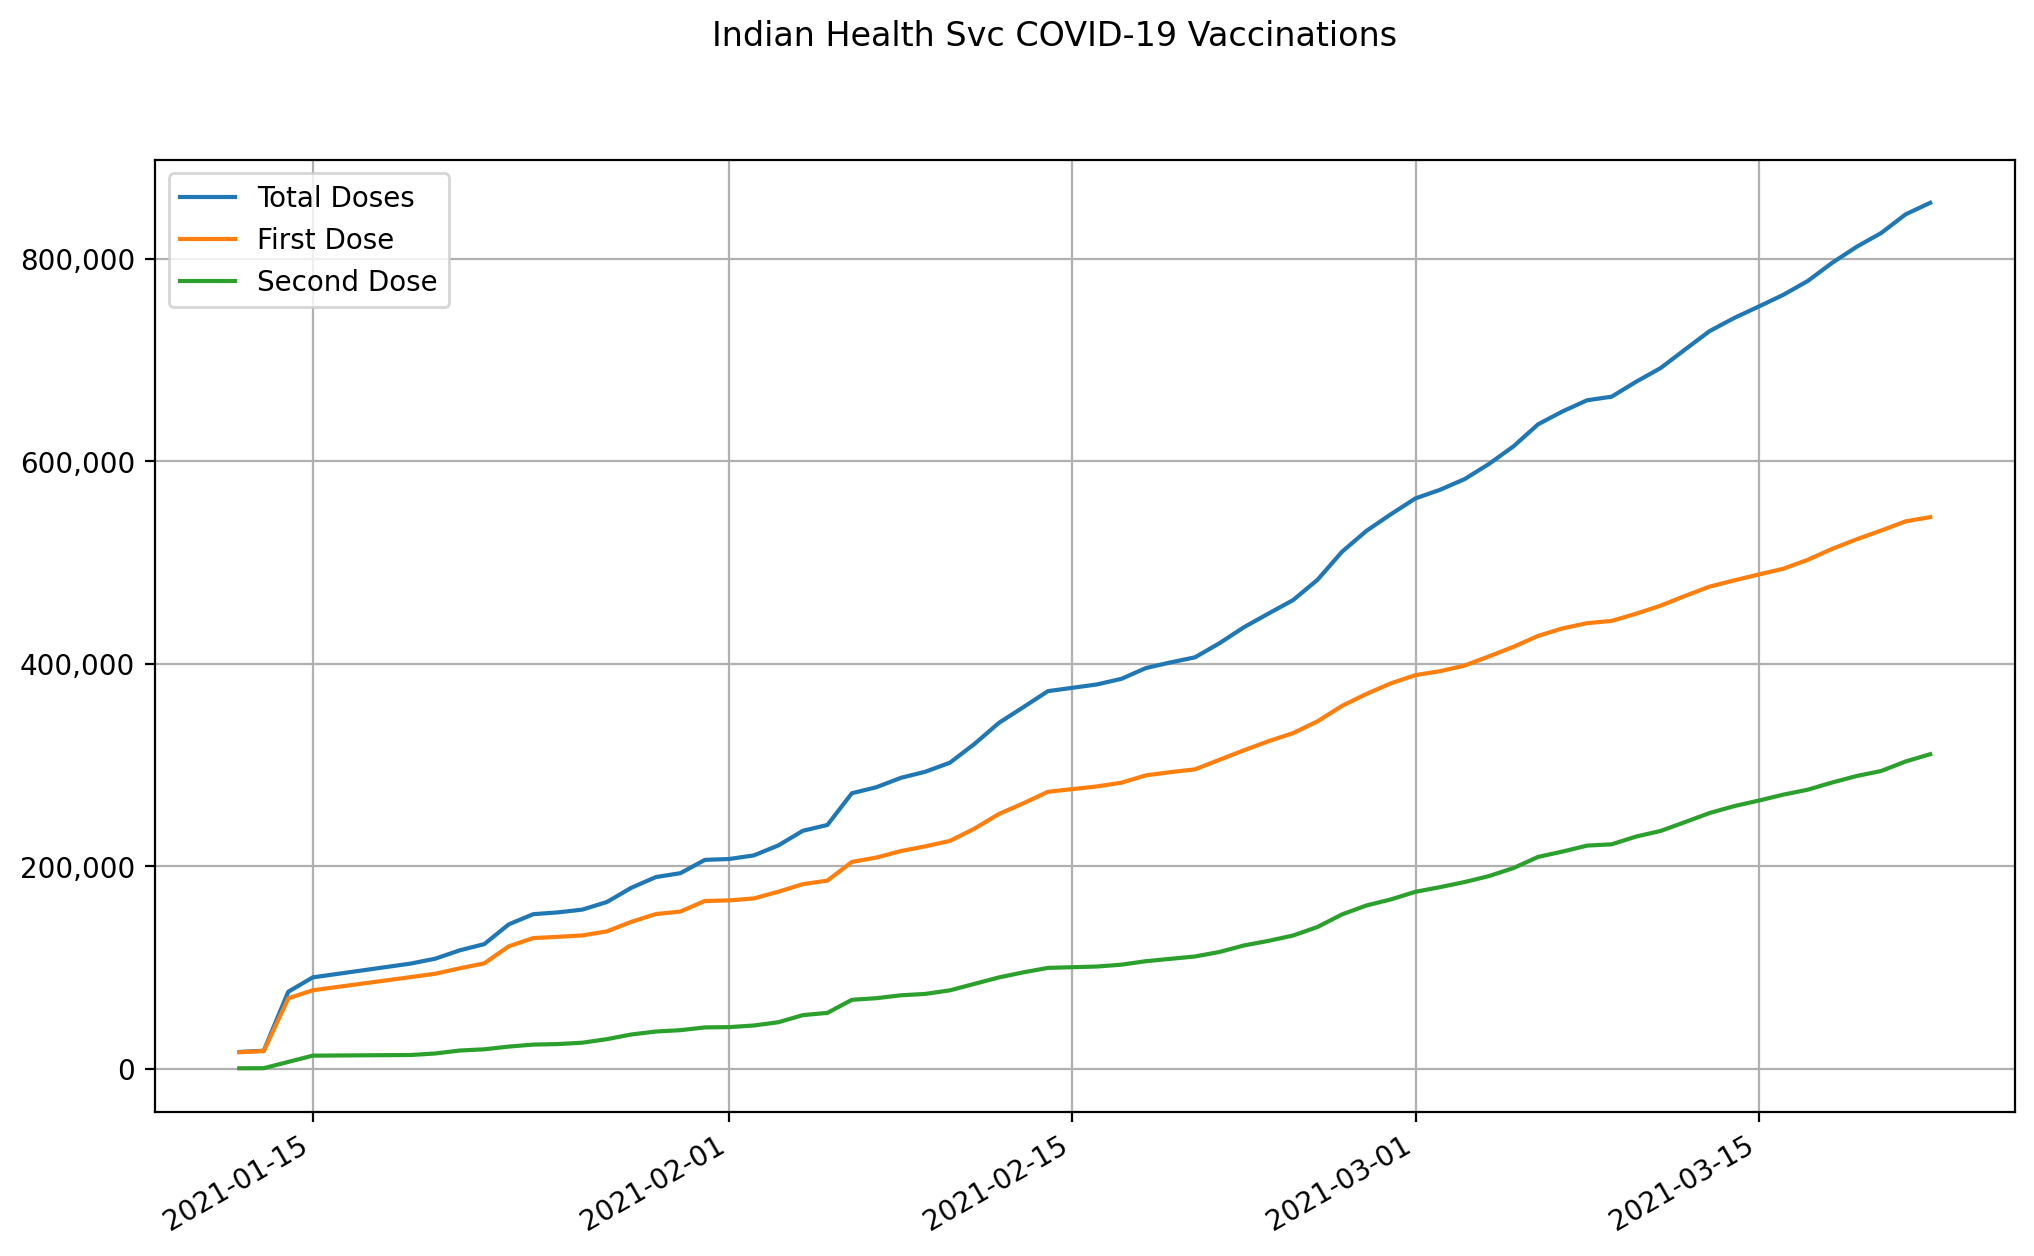 Indian Health Svc COVID-19 Vaccinations
Total Doses
First Dose
Second Dose
800,000
600,000
400,000
200,000
0
2021-01-15
2021-02-01
2021-02-15
2021-03-01
2021-03-15